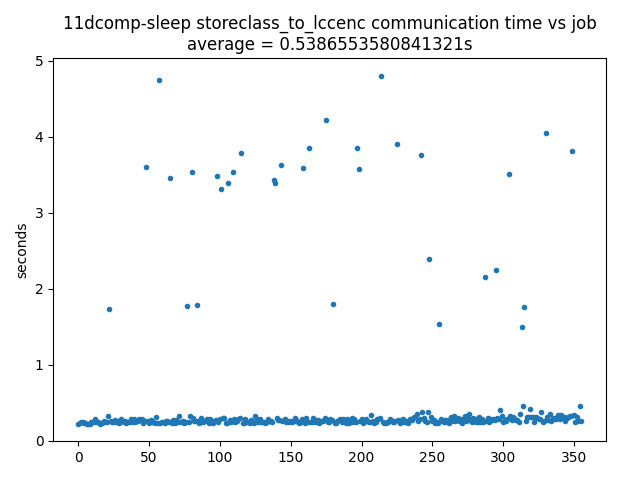 11dcomp-sleep storeclass_to_lccenc communication time vs job
average = 0.5386553580841321s
5
4
3
2
1
0
seconds
0 50 100 150 200 250 300 350